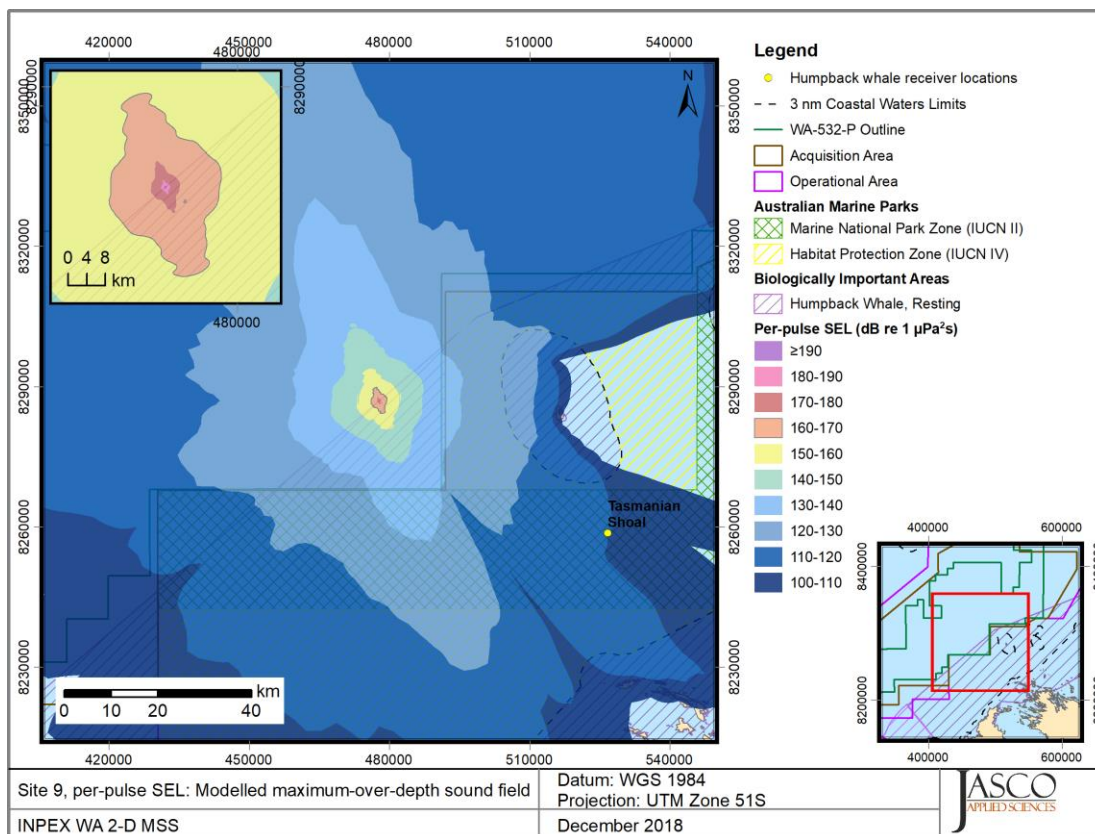 420000 450000 480000 510000 540000
480000
8290000
8350000
8320000
8290000
8260000
8230000
0 4 8
km
480000
N
8350000
8320000
8290000
8260000
8230000
Tasmanian
Shoal
km
0 10 20 40
420000 450000 480000 510000 540000
Legend
Humpback whale receiver locations
3 nm Coastal Waters Limits
WA-532-P Outline
Acquisition Area
Operational Area
Australian Marine Parks
Marine National Park Zone (IUCN II)
Habitat Protection Zone (IUCN IV)
Biologically Important Areas
Humpback Whale, Resting
Per-pulse SEL (dB re 1 µPa²s)
≥190
180-190
170-180
160-170
150-160
140-150
130-140
120-130
110-120
100-110
400000 600000
8400000
8200000
400000 600000
Site 9, per-pulse SEL: Modelled maximum-over-depth sound field
Datum: WGS 1984
Projection: UTM Zone 51S
INPEX WA 2-D MSS
December 2018
JASCO
APPLIED SCIENCES